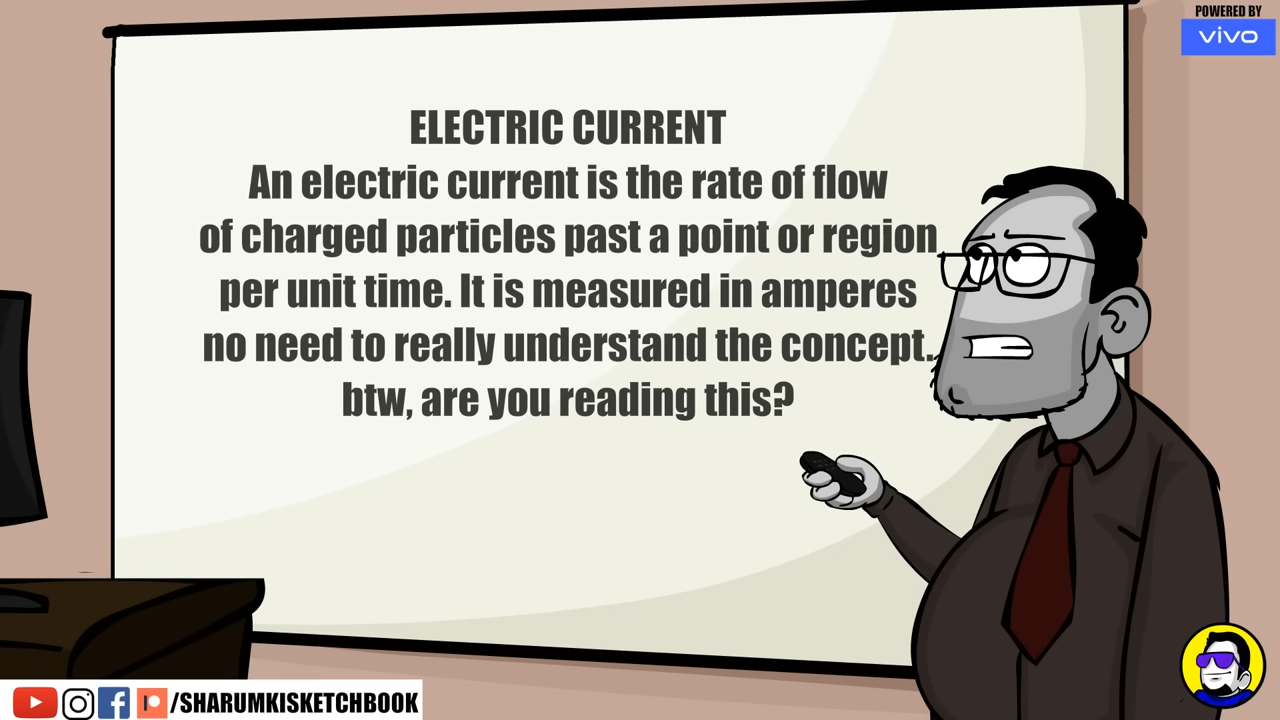 POWERED BY
vivo
ELECTRIC CURRENT
An electric current is the rate of flow
of charged particles past a point or region
per unit time. It is measured in amperes
no need to really understand the concept.
btw, are you reading this?
/SHARUMKISKETCHBOOK